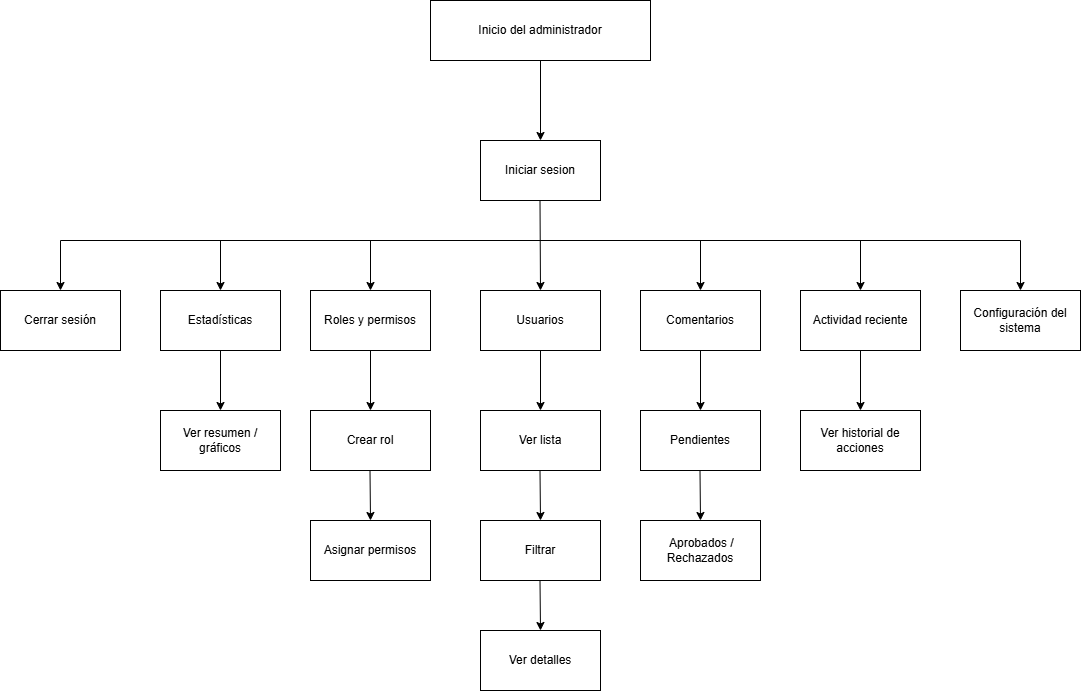 Inicio del administrador
Iniciar sesion
Cerrar sesión
Estadísticas
Roles y permisos
Usuarios
Comentarios
Actividad reciente
Configuración del
sistema
Ver resumen /
gráficos
Crear rol
Ver lista
Pendientes
Ver historial de
acciones
Asignar permisos
Filtrar
Aprobados /
Rechazados
Ver detalles